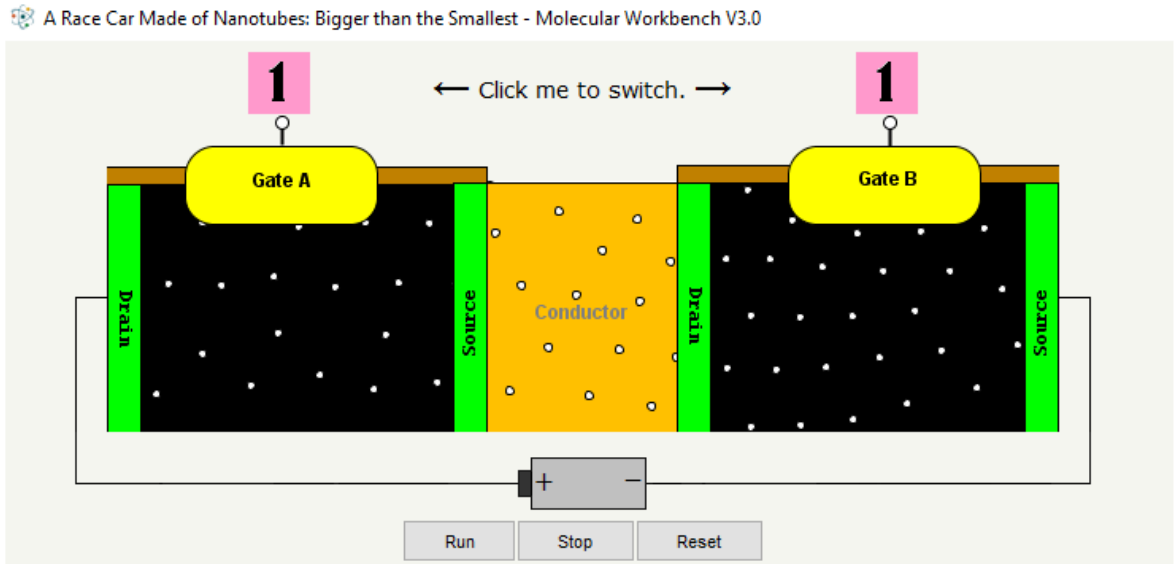 A Race Car Made of Nanotubes: Bigger than the Smallest - Molecular Workbench V3.0
1 ← Click me to switch. → 1
Gate A
Gate B
Drain
Source
Conductor
Drain
Source
+ −
Run Stop Reset